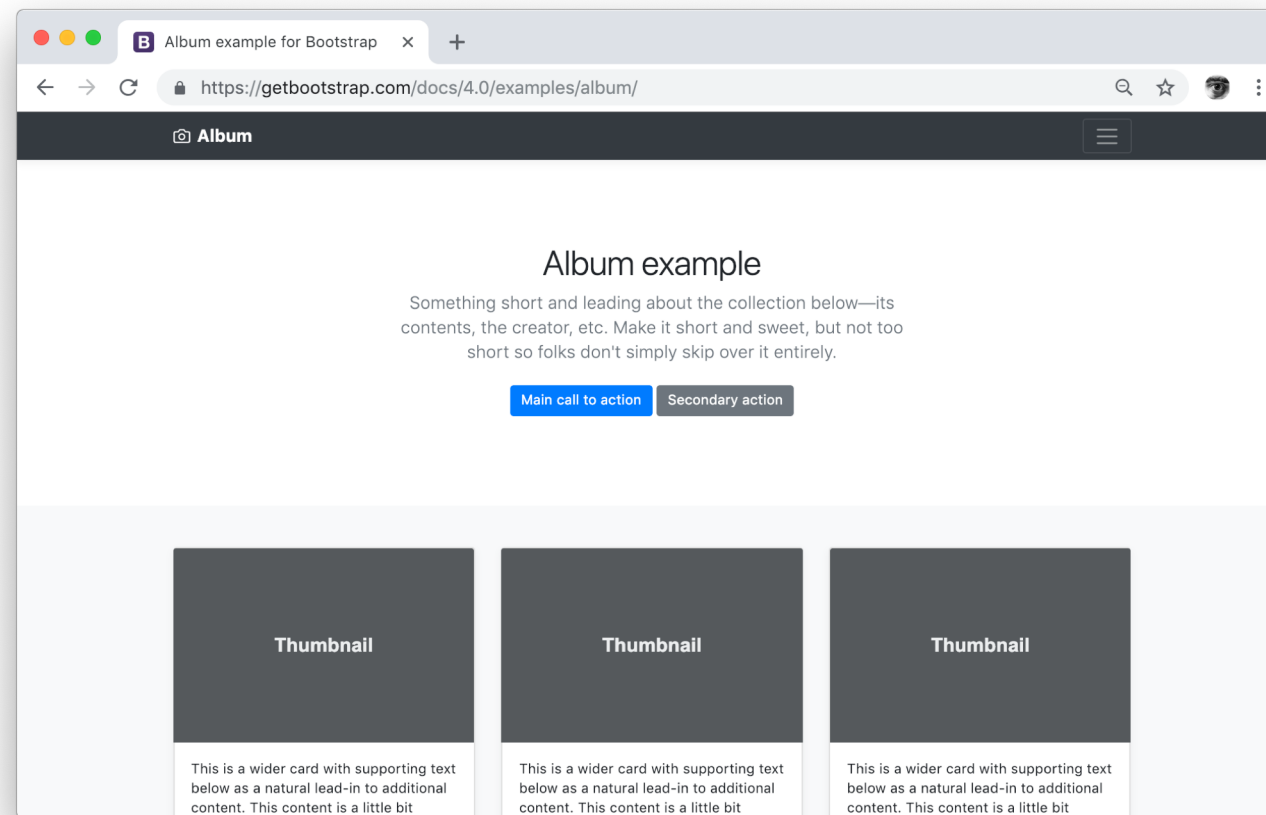 B Album example for Bootstrap
https://getbootstrap.com/docs/4.0/examples/album/
Album
Album example
Something short and leading about the collection below—its
contents, the creator, etc. Make it short and sweet, but not too
short so folks don't simply skip over it entirely.
Main call to action Secondary action
Thumbnail Thumbnail Thumbnail
This is a wider card with supporting text
below as a natural lead-in to additional
content. This content is a little bit
This is a wider card with supporting text
below as a natural lead-in to additional
content. This content is a little bit
This is a wider card with supporting text
below as a natural lead-in to additional
content. This content is a little bit